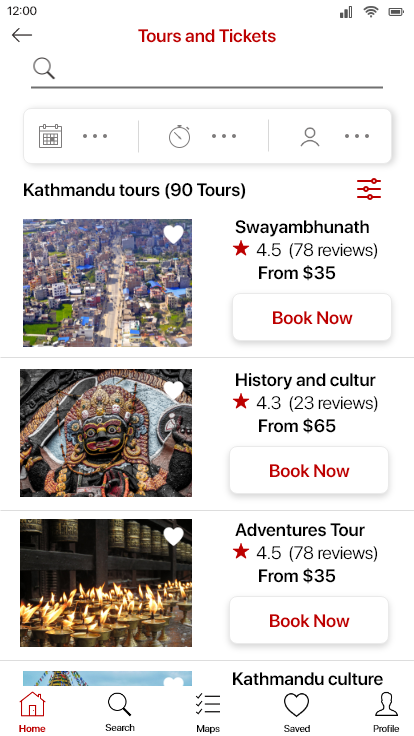 12:00
Tours and Tickets
Kathmandu tours (90 Tours)
Swayambhunath
4.5 (78 reviews)
From $35
Book Now
History and cultur
4.3 (23 reviews)
From $65
Book Now
Adventures Tour
4.5 (78 reviews)
From $35
Book Now
Kathmandu culture
Home
Search
Maps
Saved
Profile